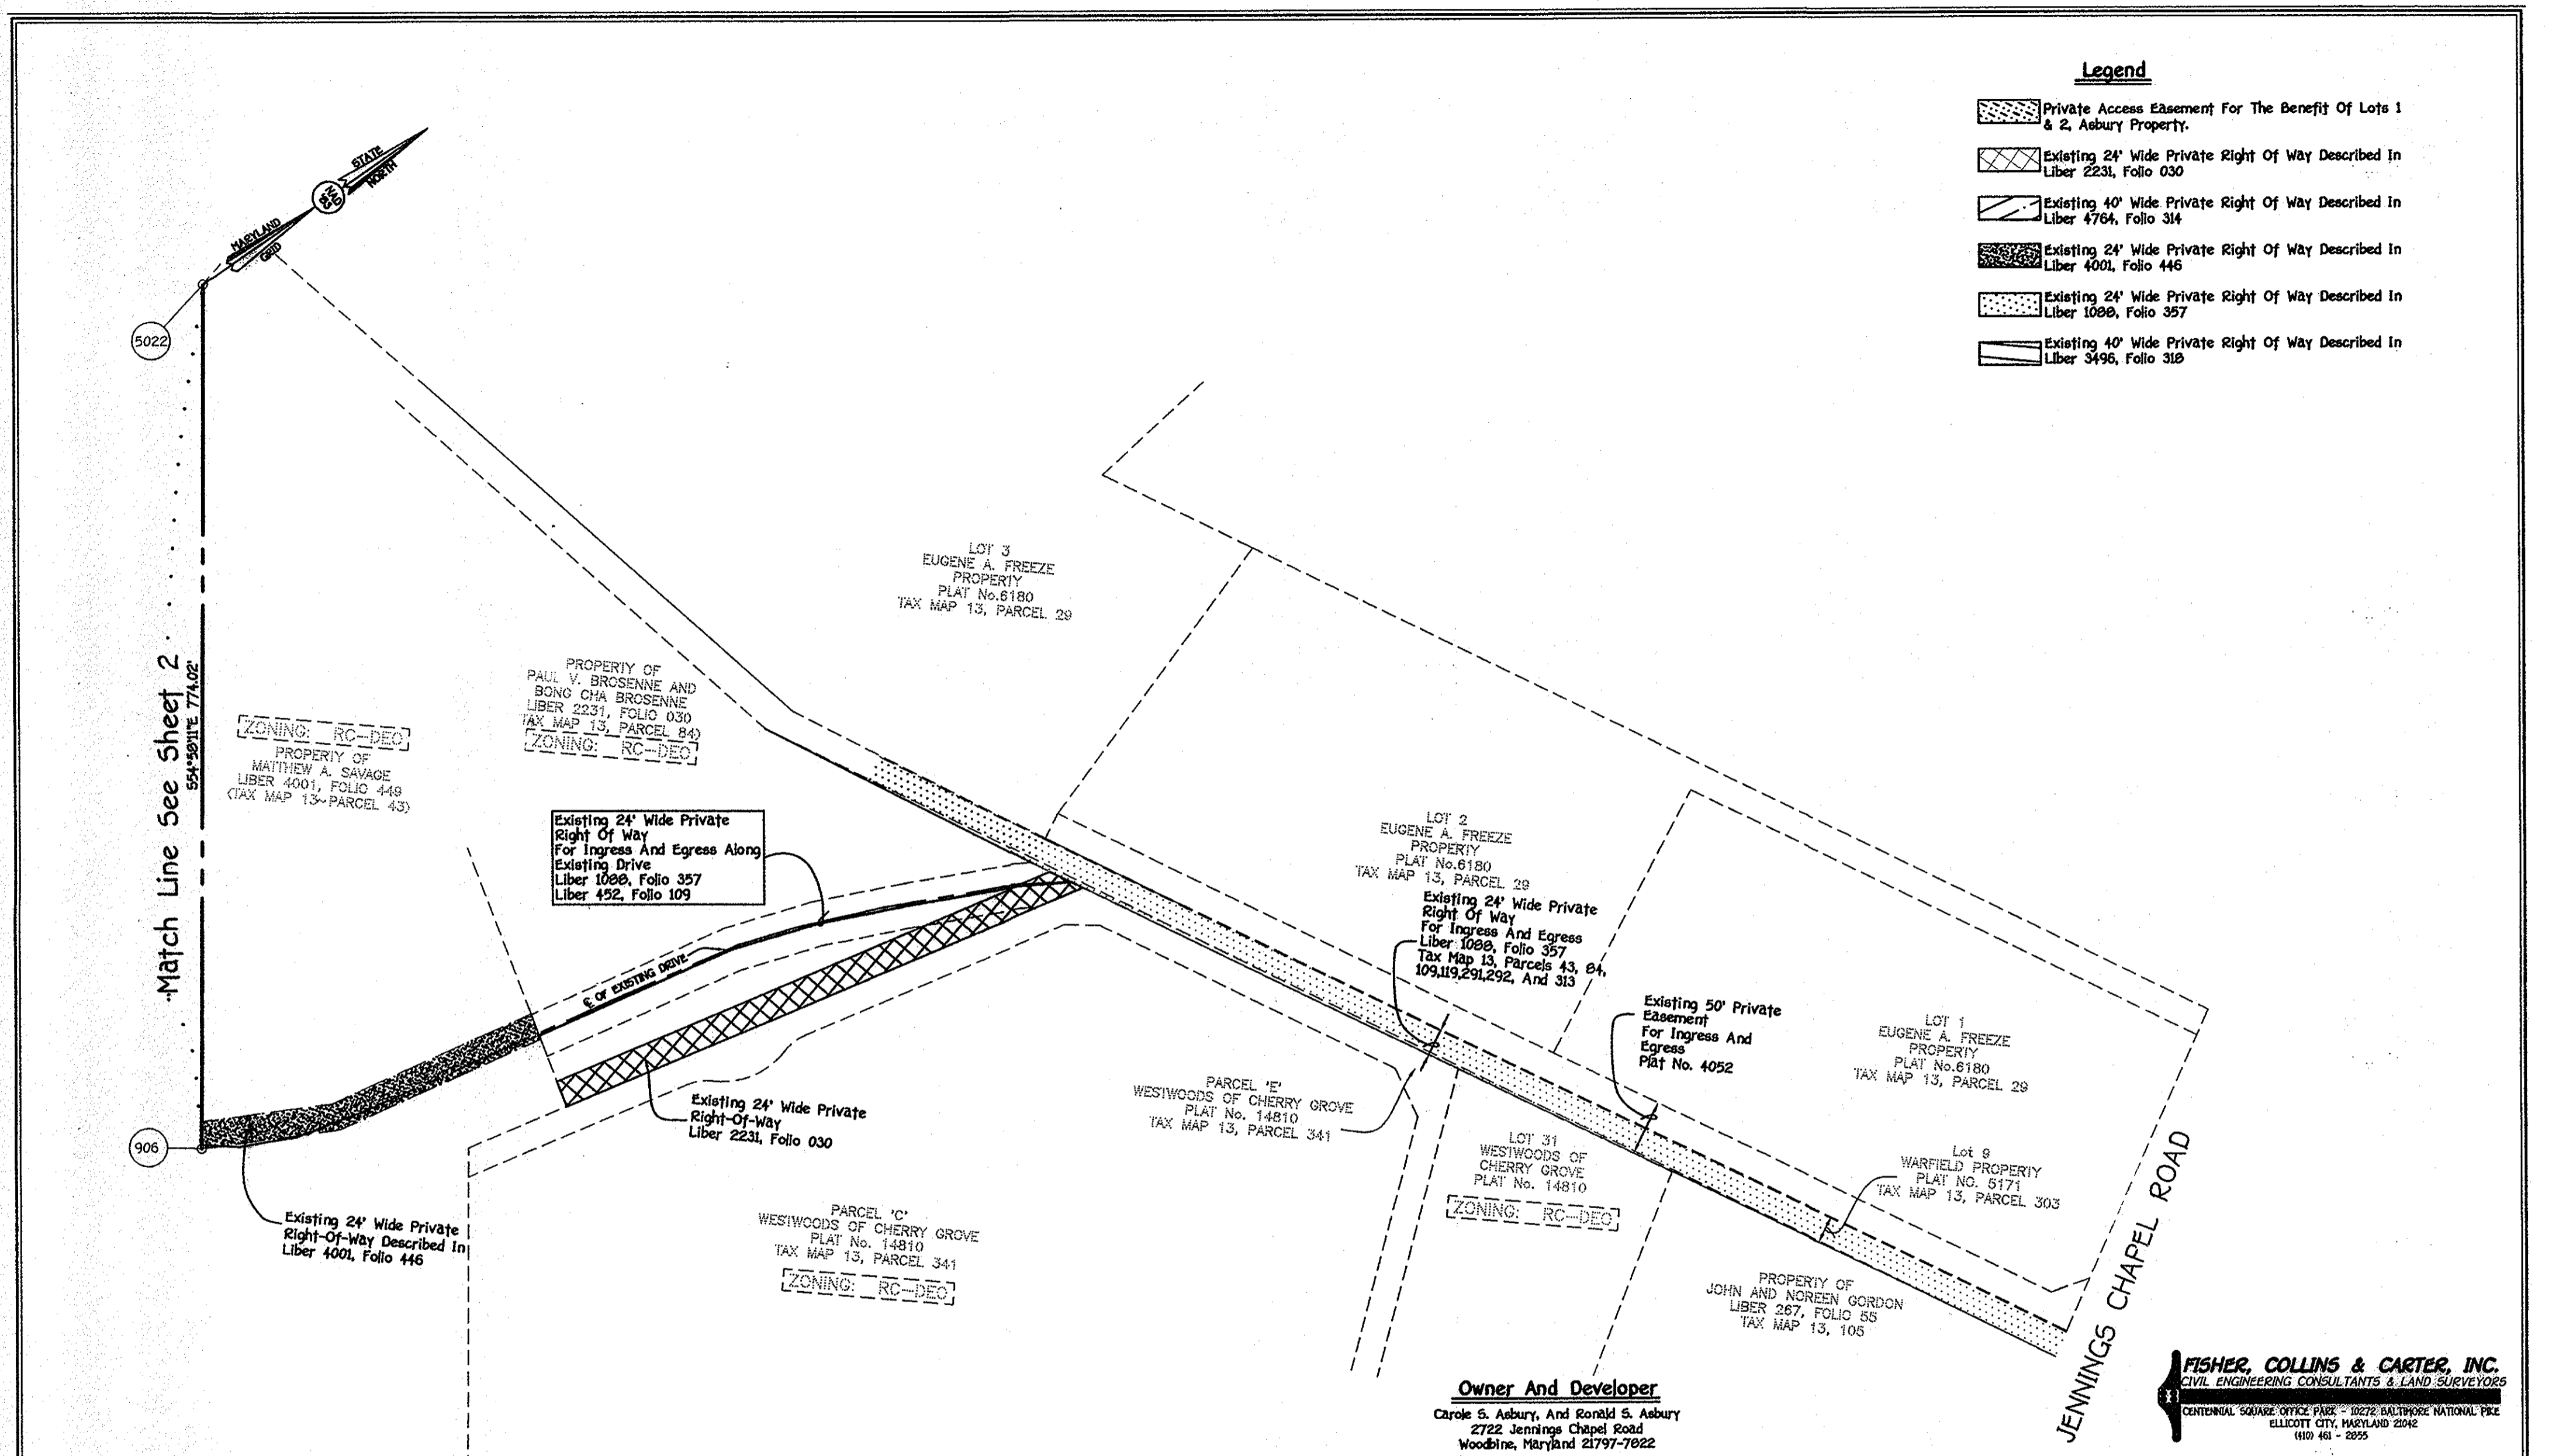 Legend
Private Access Easement For The Benefit Of Lots 1
& 2, Asbury Property.
Existing 24' Wide Private Right Of Way Described In
Liber 2231, Folio 030
Existing 40' Wide Private Right Of Way Described In
Liber 4764, Folio 314
Existing 24' Wide Private Right Of Way Described In
Liber 4001, Folio 446
Existing 24' Wide Private Right Of Way Described In
Liber 1088, Folio 357
Existing 40' Wide Private Right Of Way Described In
Liber 3496, Folio 318
MARYLAND
STATE
GRID
NORTH
NAD
83
5022
Match Line See Sheet 2
S54°58'11"E 774.02'
906
LOT 3
EUGENE A. FREEZE
PROPERTY
PLAT No.6180
TAX MAP 13, PARCEL 29
PROPERTY OF
PAUL V. BROSENNE AND
BONG CHA BROSENNE
LIBER 2231, FOLIO 030
TAX MAP 13, PARCEL 84)
ZONING: RC-DEO
ZONING: RC-DEO
PROPERTY OF
MATTHEW A. SAVAGE
LIBER 4001, FOLIO 449
(TAX MAP 13~PARCEL 43)
Existing 24' Wide Private
Right Of Way
For Ingress And Egress Along
Existing Drive
Liber 1088, Folio 357
Liber 452, Folio 109
℄ OF EXISTING DRIVE
LOT 2
EUGENE A. FREEZE
PROPERTY
PLAT No.6180
TAX MAP 13, PARCEL 29
Existing 24' Wide Private
Right Of Way
For Ingress And Egress
Liber 1088, Folio 357
Tax Map 13, Parcels 43, 84,
109,119,291,292, And 313
Existing 50' Private
Easement
For Ingress And
Egress
Plat No. 4052
LOT 1
EUGENE A. FREEZE
PROPERTY
PLAT No.6180
TAX MAP 13, PARCEL 29
PARCEL 'E'
WESTWOODS OF CHERRY GROVE
PLAT No. 14810
TAX MAP 13, PARCEL 341
LOT 31
WESTWOODS OF
CHERRY GROVE
PLAT No. 14810
ZONING: RC-DEO
Lot 9
WARFIELD PROPERTY
PLAT NO. 5171
TAX MAP 13, PARCEL 303
Existing 24' Wide Private
Right-Of-Way
Liber 2231, Folio 030
Existing 24' Wide Private
Right-Of-Way Described In
Liber 4001, Folio 446
PARCEL 'C'
WESTWOODS OF CHERRY GROVE
PLAT No. 14810
TAX MAP 13, PARCEL 341
ZONING: RC-DEO
PROPERTY OF
JOHN AND NOREEN GORDON
LIBER 267, FOLIO 55
TAX MAP 13, 105
JENNINGS CHAPEL ROAD
Owner And Developer
Carole S. Asbury, And Ronald S. Asbury
2722 Jennings Chapel Road
Woodbine, Maryland 21797-7822
FISHER, COLLINS & CARTER, INC.
CIVIL ENGINEERING CONSULTANTS & LAND SURVEYORS
CENTENNIAL SQUARE OFFICE PARK - 10272 BALTIMORE NATIONAL PIKE
ELLICOTT CITY, MARYLAND 21042
(410) 461 - 2855